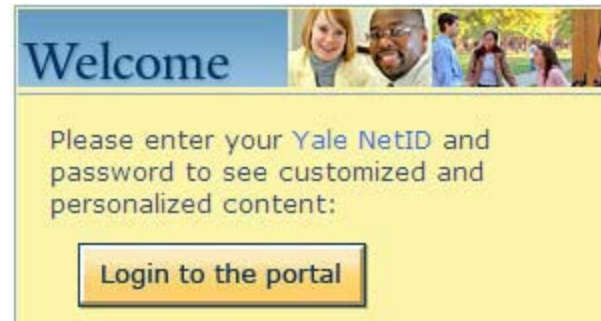 Welcome
Please enter your Yale NetID and
password to see customized and
personalized content:
Login to the portal